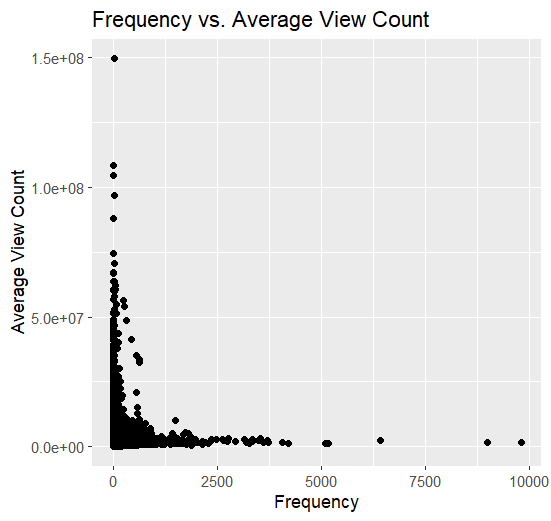 Frequency vs. Average View Count
1.5e+08
1.0e+08
5.0e+07
0.0e+00
Average View Count
0 2500 5000 7500 10000
Frequency